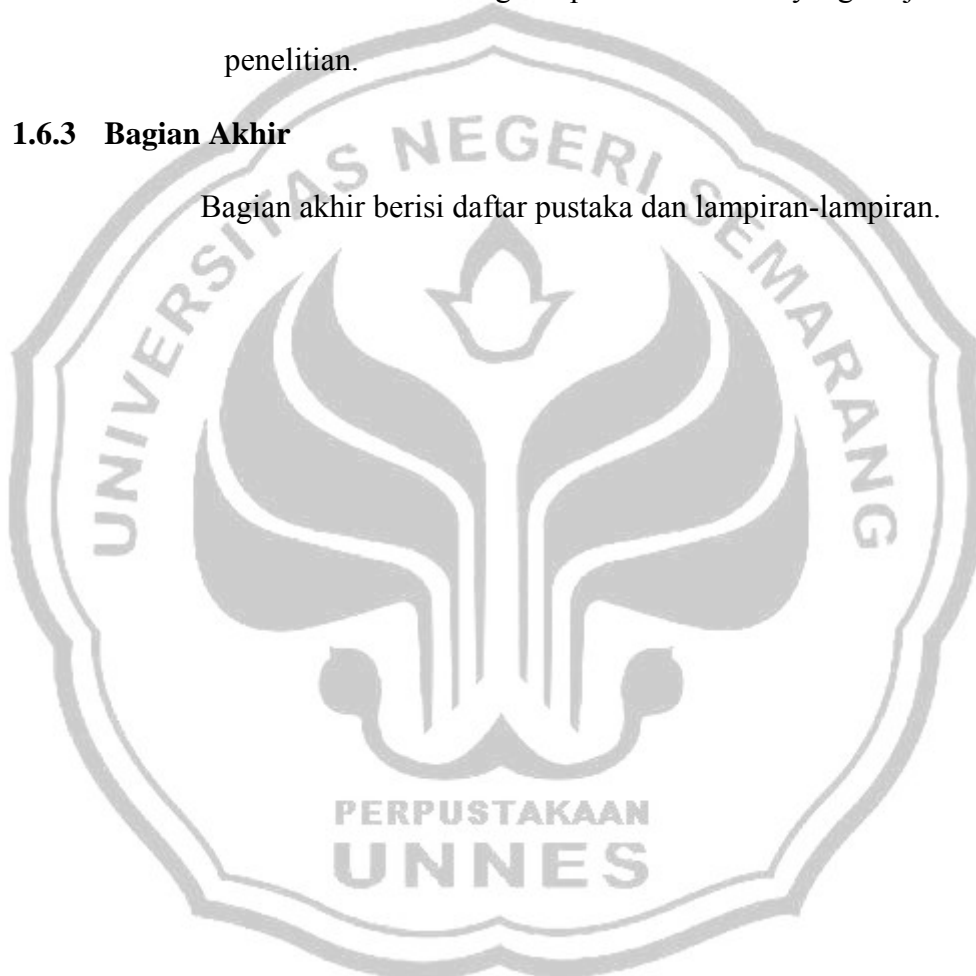 penelitian.
1.6.3 Bagian Akhir
Bagian akhir berisi daftar pustaka dan lampiran-lampiran.
UNIVERSITAS NEGERI SEMARANG
PERPUSTAKAAN
UNNES